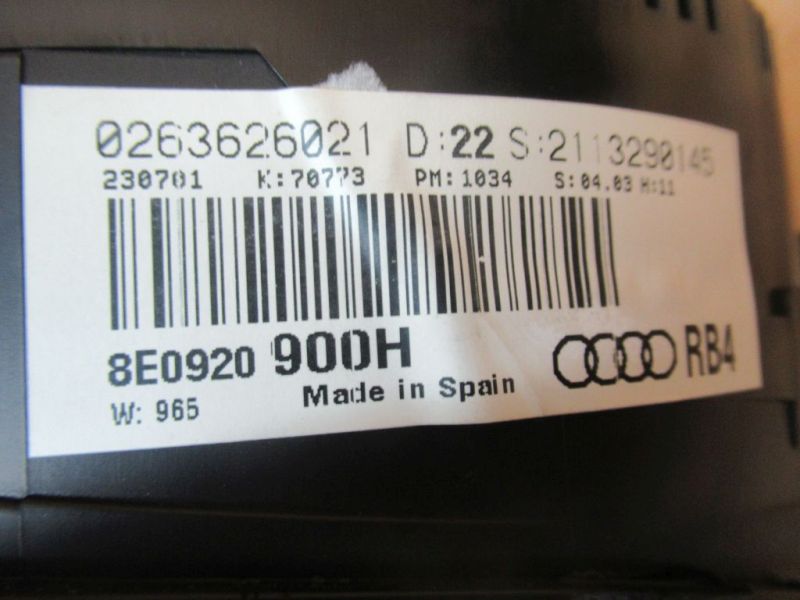 0263626021 D:22 S:2113290145
230701 K:70773 PM:1034 S:04.03 H:11
8E0920 900H RB4
Made in Spain
W: 965